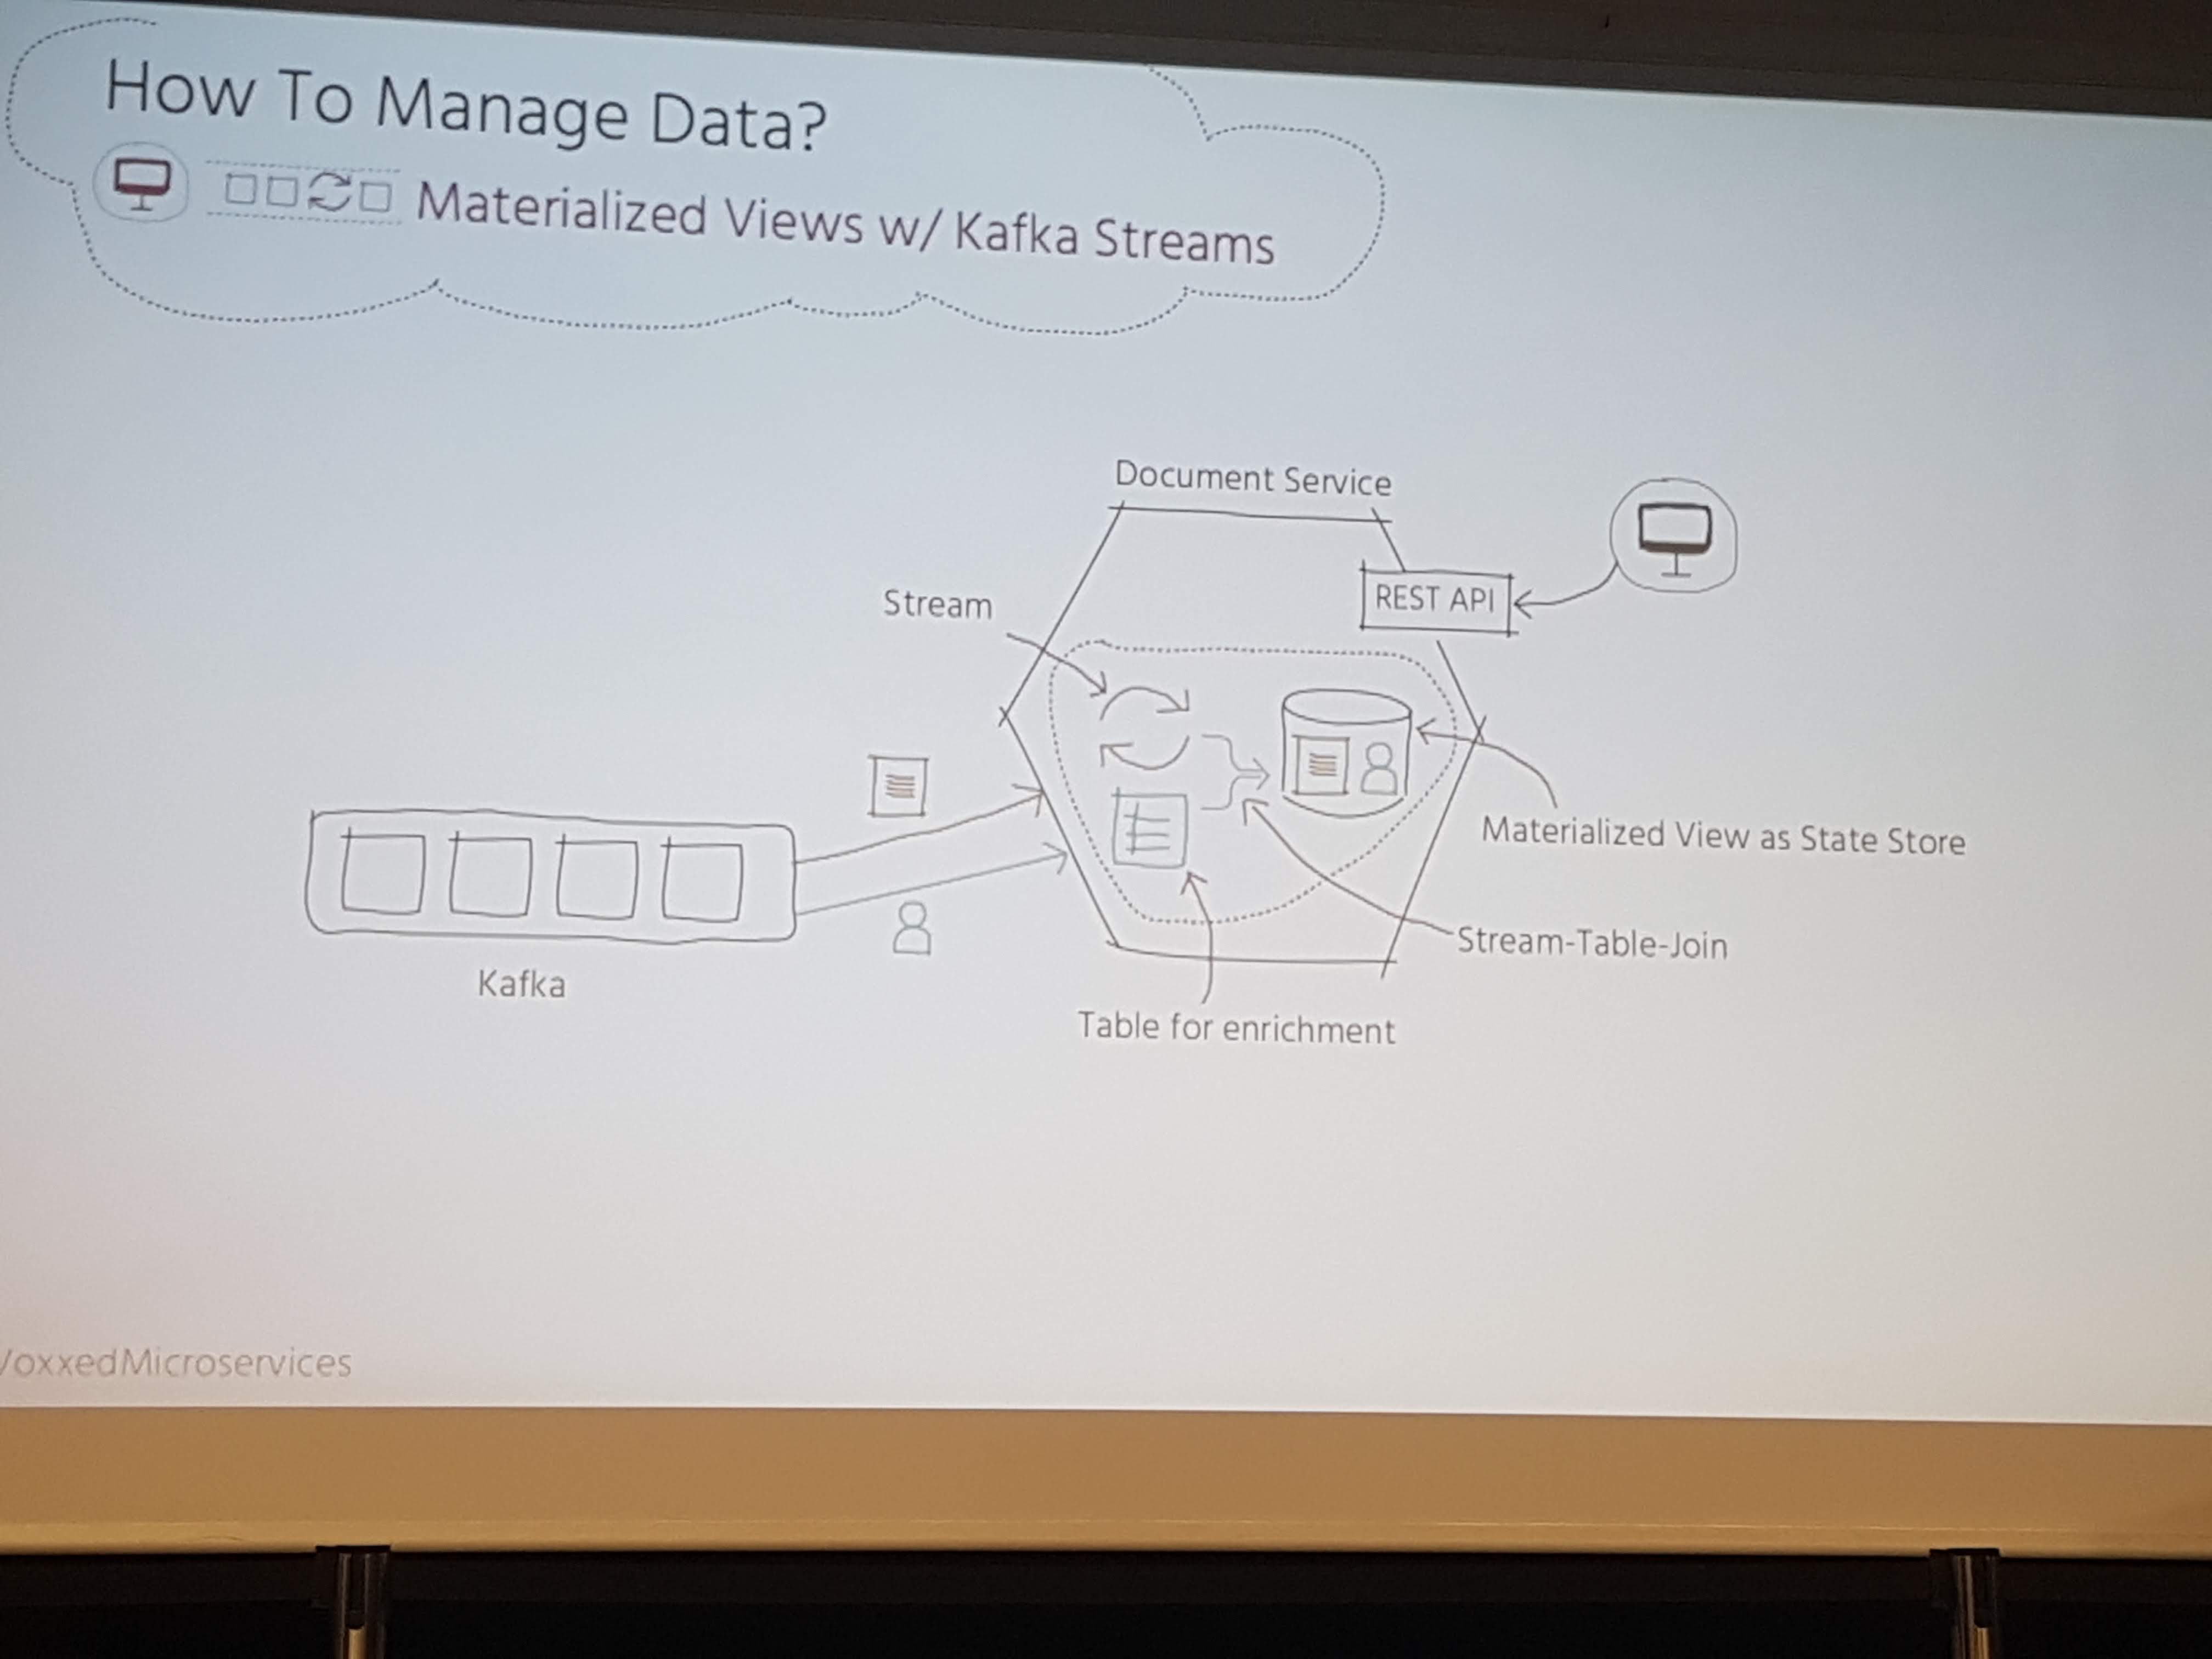 How To Manage Data?
Materialized Views w/ Kafka Streams
Document Service
REST API
Stream
Materialized View as State Store
Stream-Table-Join
Kafka
Table for enrichment
VoxxedMicroservices